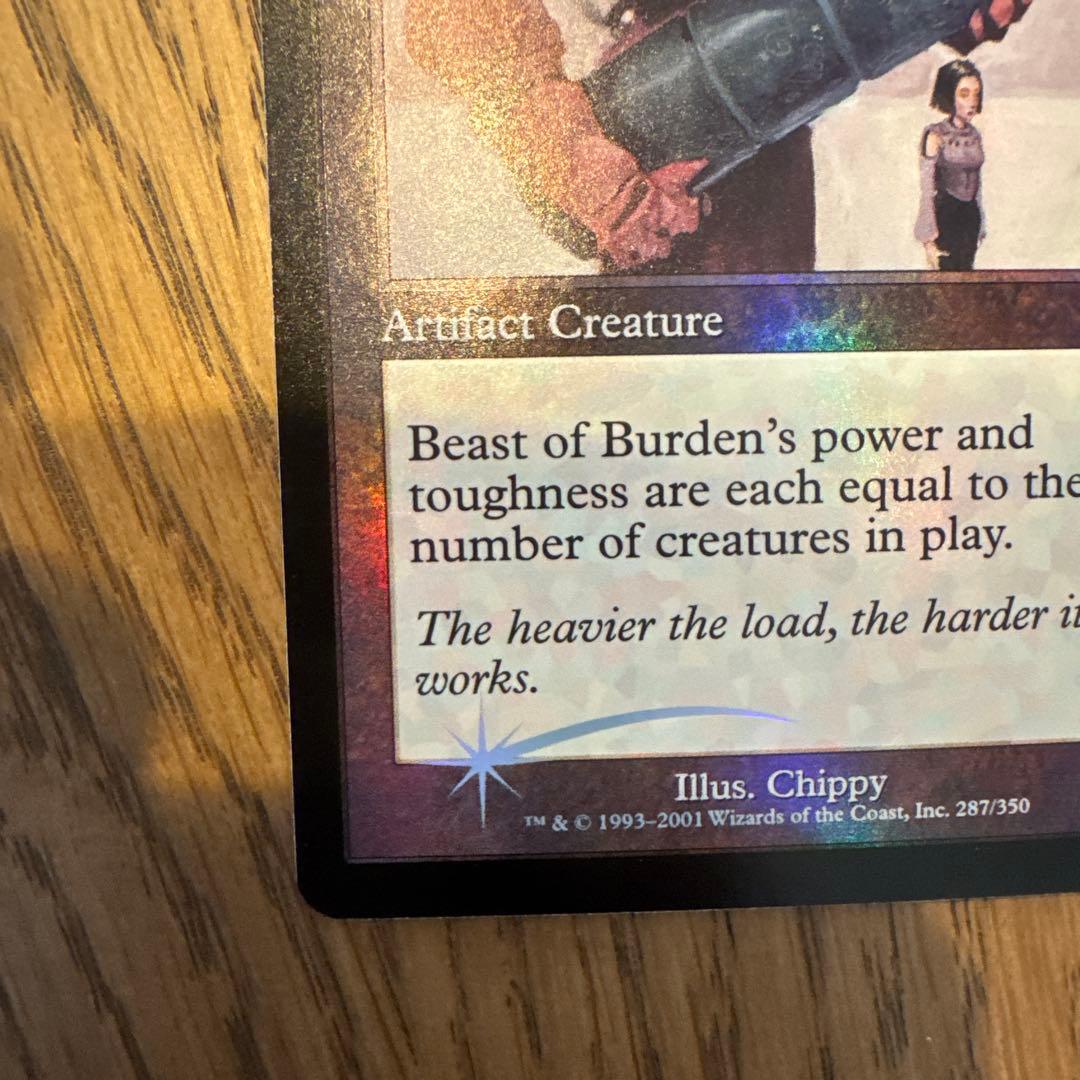 Artifact Creature
Beast of Burden's power and
toughness are each equal to the
number of creatures in play.
The heavier the load, the harder it
works.
Illus. Chippy
™ & © 1993–2001 Wizards of the Coast, Inc. 287/350